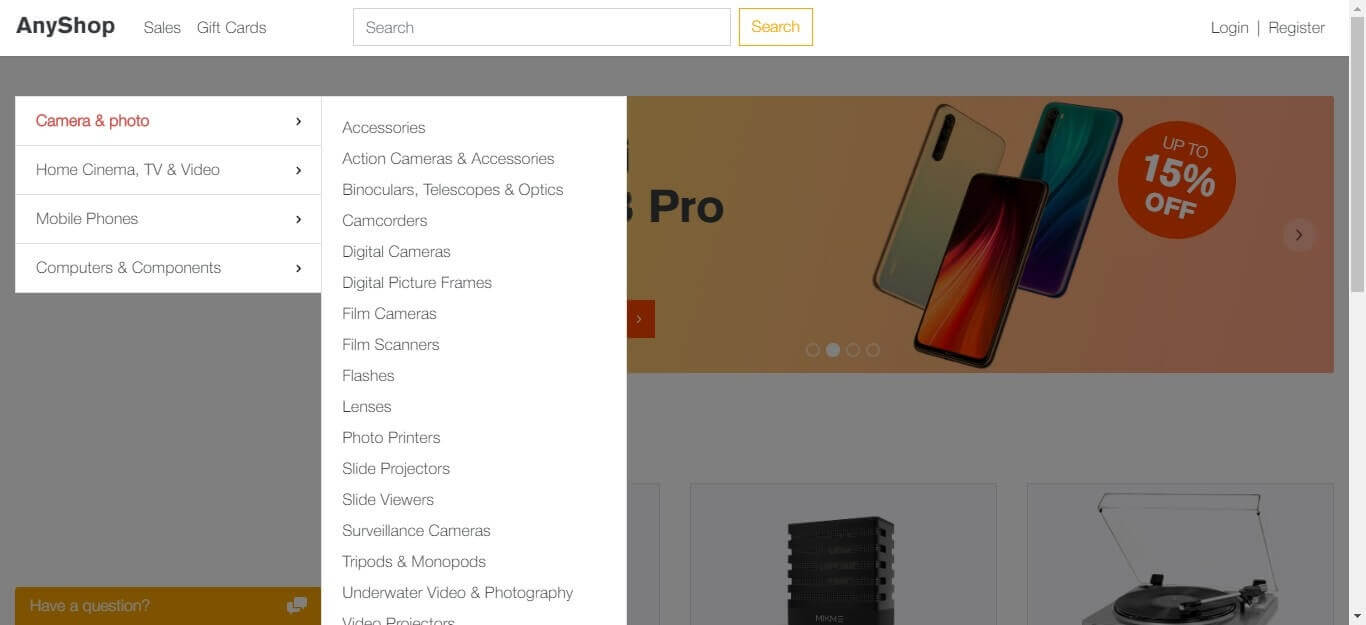 AnyShop
Sales
Gift Cards
Search
Search
Login | Register
Camera & photo
Home Cinema, TV & Video
Mobile Phones
Computers & Components
Accessories
Action Cameras & Accessories
Binoculars, Telescopes & Optics
Camcorders
Digital Cameras
Digital Picture Frames
Film Cameras
Film Scanners
Flashes
Lenses
Photo Printers
Slide Projectors
Slide Viewers
Surveillance Cameras
Tripods & Monopods
Underwater Video & Photography
Video Projectors
Pro
UP TO
15%
OFF
Have a question?
MIKME